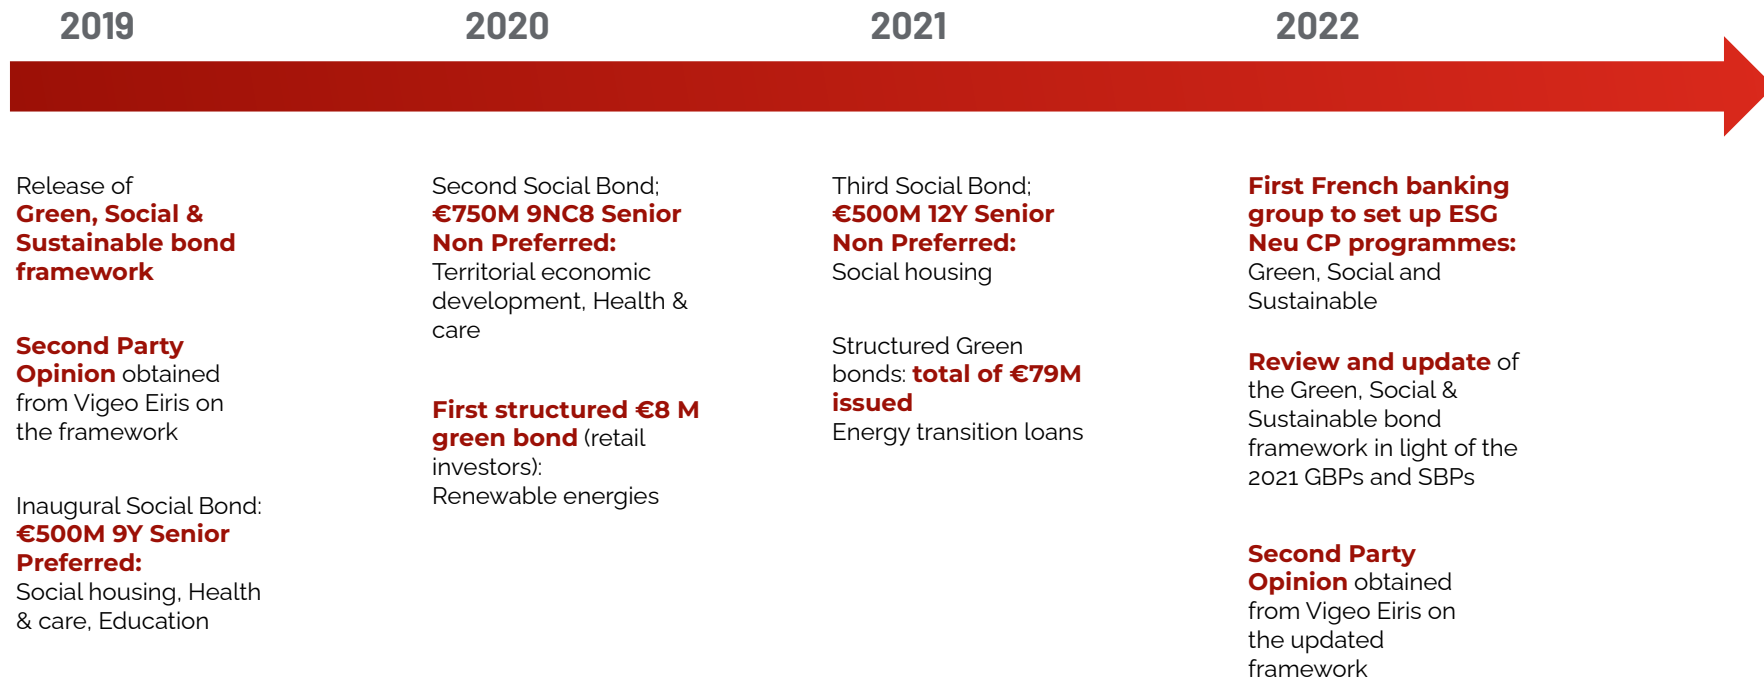 2019
2020
2021
2022
Release of
Green, Social &
Sustainable bond
framework
Second Party
Opinion obtained
from Vigeo Eiris on
the framework
Inaugural Social Bond:
€500M 9Y Senior
Preferred:
Social housing, Health
& care, Education
Second Social Bond;
€750M 9NC8 Senior
Non Preferred:
Territorial economic
development, Health &
care
First structured €8 M
green bond (retail
investors):
Renewable energies
Third Social Bond;
€500M 12Y Senior
Non Preferred:
Social housing
Structured Green
bonds: total of €79M
issued
Energy transition loans
First French banking
group to set up ESG
Neu CP programmes:
Green, Social and
Sustainable
Review and update of
the Green, Social &
Sustainable bond
framework in light of the
2021 GBPs and SBPs
Second Party
Opinion obtained
from Vigeo Eiris on
the updated
framework